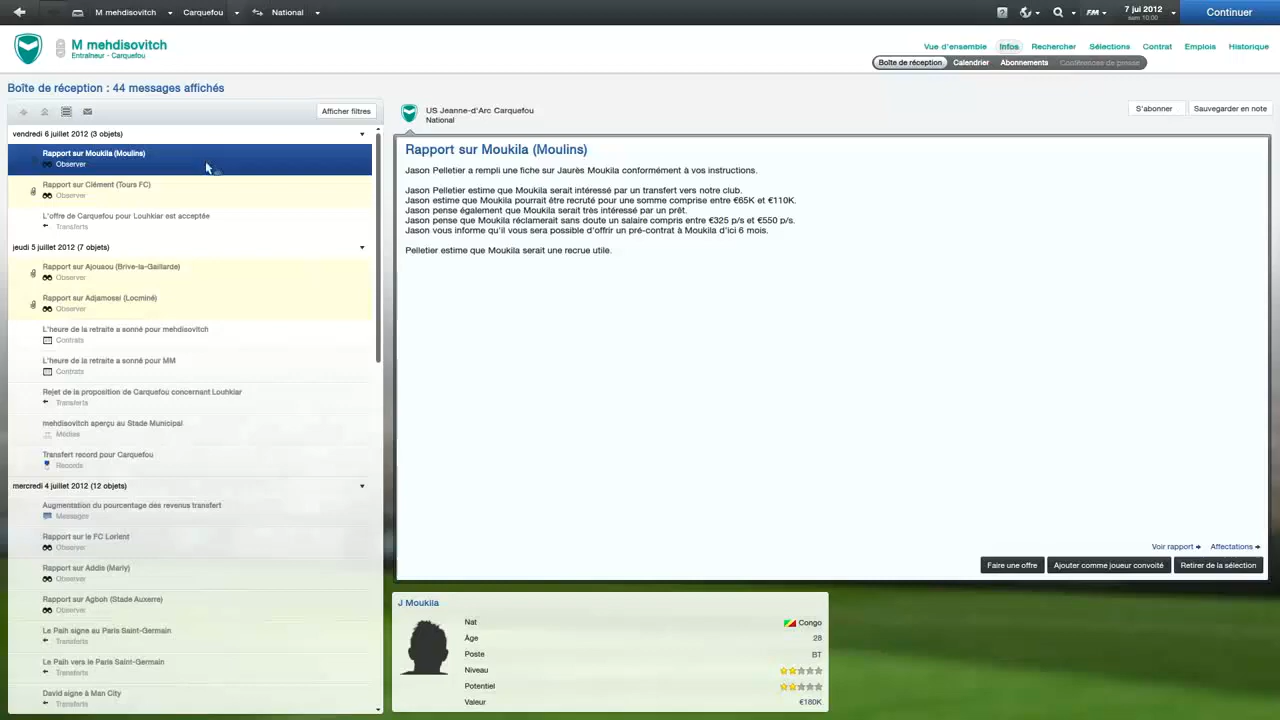 M mehdisovitch
Carquefou
National
FM
7 jui 2012
sam 10.00
Continuer
M mehdisovitch
Entraîneur - Carquefou
Vue d'ensemble
Infos
Rechercher
Sélections
Contrat
Emplois
Historique
Boîte de réception
Calendrier
Abonnements
Conférences de presse
Boîte de réception : 44 messages affichés
Afficher filtres
vendredi 6 juillet 2012 (3 objets)
Rapport sur Moukila (Moulins)
Observer
Rapport sur Clément (Tours FC)
Observer
L'offre de Carquefou pour Louhkiar est acceptée
Transferts
jeudi 5 juillet 2012 (7 objets)
Rapport sur Ajouaou (Brive-la-Gaillarde)
Observer
Rapport sur Adjamossi (Locminé)
Observer
L'heure de la retraite a sonné pour mehdisovitch
Contrats
L'heure de la retraite a sonné pour MM
Contrats
Rejet de la proposition de Carquefou concernant Louhkiar
Transferts
mehdisovitch aperçu au Stade Municipal
Médias
Transfert record pour Carquefou
Records
mercredi 4 juillet 2012 (12 objets)
Augmentation du pourcentage des revenus transfert
Messages
Rapport sur le FC Lorient
Observer
Rapport sur Addis (Marly)
Observer
Rapport sur Agboh (Stade Auxerre)
Observer
Le Paih signe au Paris Saint-Germain
Transferts
Le Paih vers le Paris Saint-Germain
Transferts
David signe à Man City
Transferts
US Jeanne-d'Arc Carquefou
National
S'abonner
Sauvegarder en note
Rapport sur Moukila (Moulins)
Jason Pelletier a rempli une fiche sur Jaurès Moukila conformément à vos instructions.
Jason Pelletier estime que Moukila serait intéressé par un transfert vers notre club.
Jason estime que Moukila pourrait être recruté pour une somme comprise entre €65K et €110K.
Jason pense également que Moukila serait très intéressé par un prêt.
Jason pense que Moukila réclamerait sans doute un salaire compris entre €325 p/s et €550 p/s.
Jason vous informe qu'il vous sera possible d'offrir un pré-contrat à Moukila d'ici 6 mois.
Pelletier estime que Moukila serait une recrue utile.
Voir rapport
Affectations
Faire une offre
Ajouter comme joueur convoité
Retirer de la sélection
J Moukila
Nat
Congo
Âge
28
Poste
BT
Niveau
Potentiel
Valeur
€180K